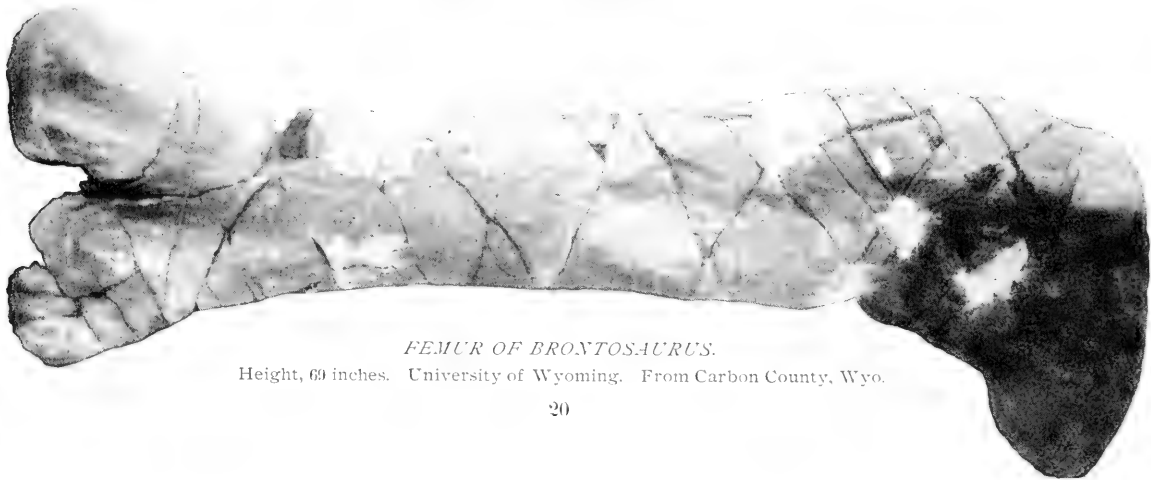 FEMUR OF BRONTOSAURUS.
Height, 69 inches. University of Wyoming. From Carbon County, Wyo.
20